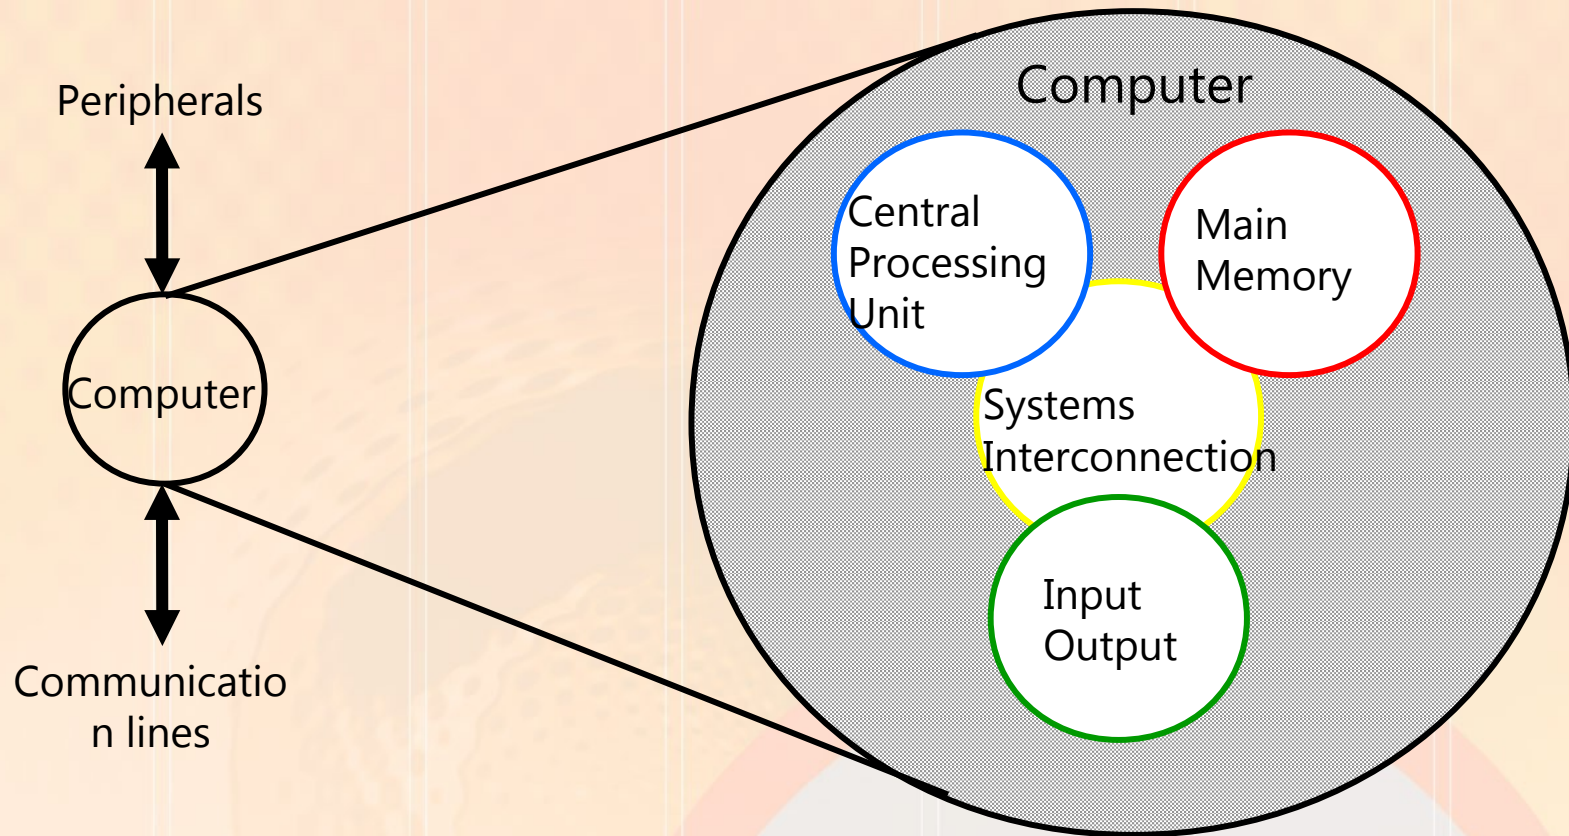 Peripherals
Computer
Communicatio
n lines
Computer
Central
Processing
Unit
Main
Memory
Systems
Interconnection
Input
Output